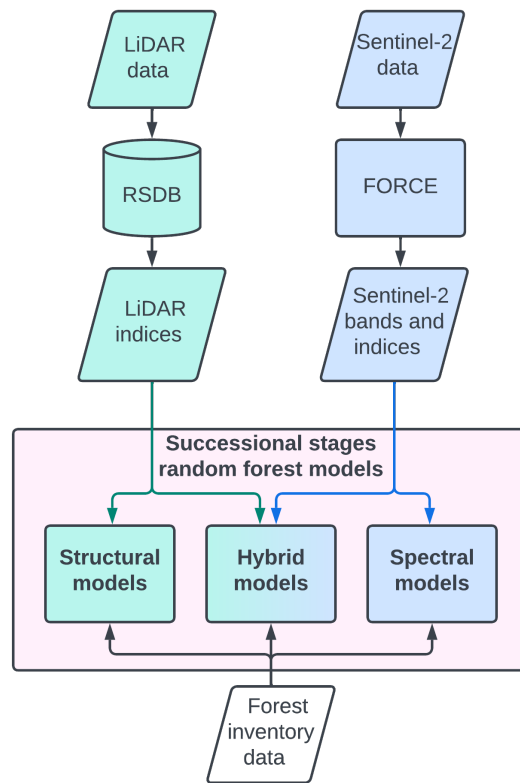 LiDAR
data
Sentinel-2
data
RSDB
FORCE
LiDAR
indices
Sentinel-2
bands and
indices
Successional stages
random forest models
Structural
models
Hybrid
models
Spectral
models
Forest
inventory
data